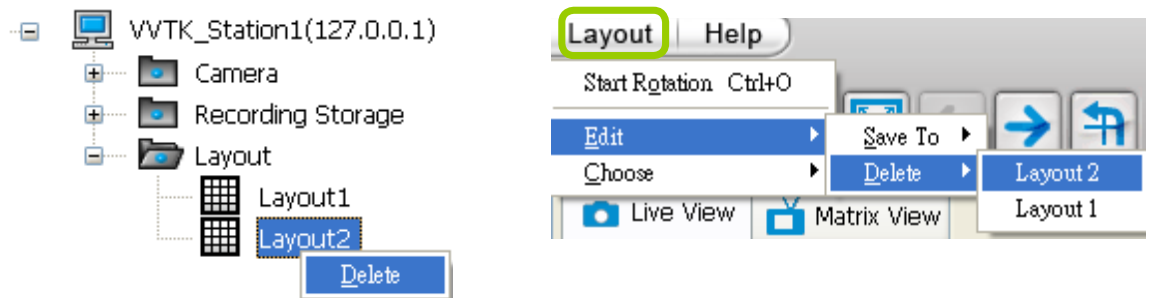 VVTK_Station1(127.0.0.1)
Camera
Recording Storage
Layout
Layout1
Layout2
Delete
Layout Help
Start Rotation Ctrl+O
Edit
Save To
Choose
Delete
Layout 2
Layout 1
Live View
Matrix View